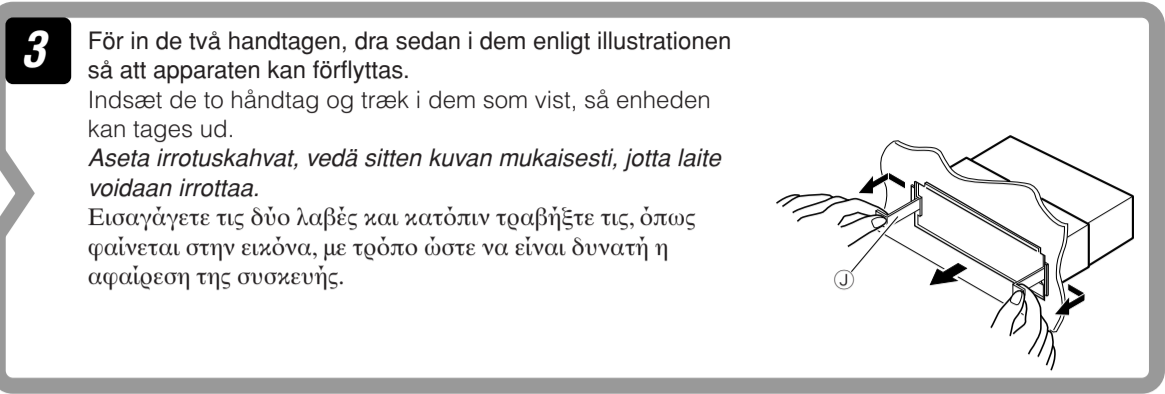 3
För in de två handtagen, dra sedan i dem enligt illustrationen
så att apparaten kan förflyttas.
Indsæt de to håndtag og træk i dem som vist, så enheden
kan tages ud.
Aseta irrotuskahvat, vedä sitten kuvan mukaisesti, jotta laite
voidaan irrottaa.
Εισαγάγετε τις δύο λαβές και κατόπιν τραβήξτε τις, όπως
φαίνεται στην εικόνα, με τρόπο ώστε να είναι δυνατή η
αφαίρεση της συσκευής.
Ⓙ